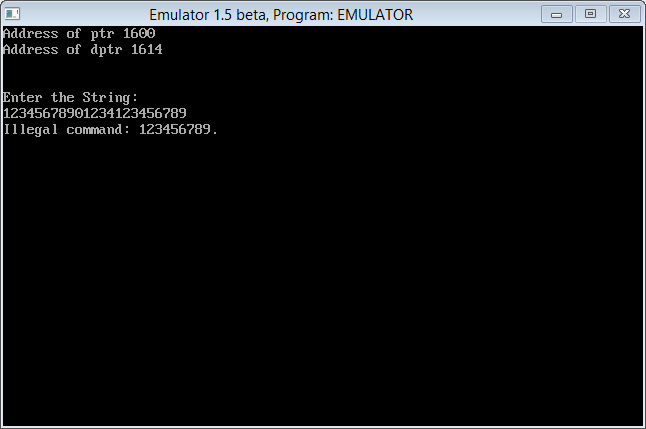 Emulator 1.5 beta, Program: EMULATOR
Address of ptr 1600
Address of dptr 1614
Enter the String:
12345678901234123456789
Illegal command: 123456789.